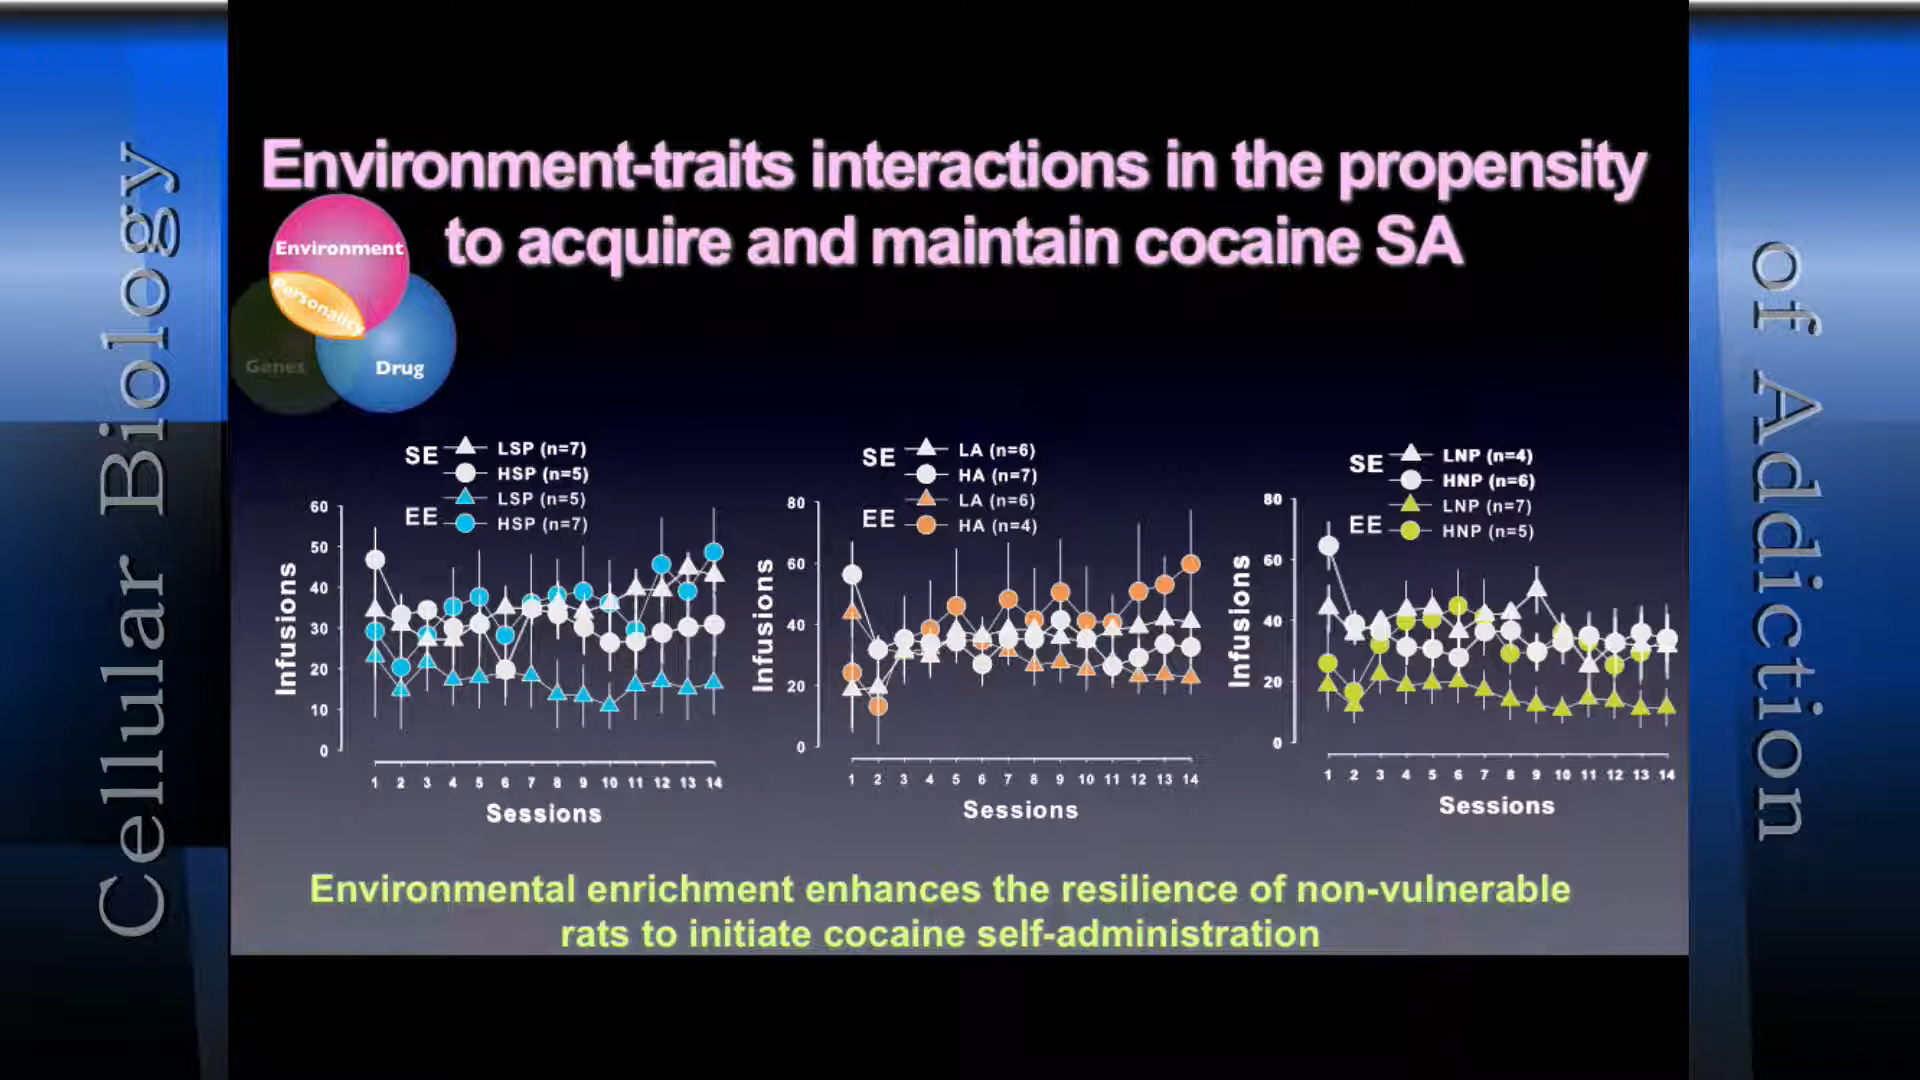 Cellular Biology
of Addiction
Environment-traits interactions in the propensity
to acquire and maintain cocaine SA
Environment
Personality
Genes
Drug
SE
LSP (n=7)
HSP (n=5)
EE
LSP (n=5)
HSP (n=7)
Infusions
60
50
40
30
20
10
0
1 2 3 4 5 6 7 8 9 10 11 12 13 14
Sessions
SE
LA (n=6)
HA (n=7)
EE
LA (n=6)
HA (n=4)
Infusions
80
60
40
20
0
1 2 3 4 5 6 7 8 9 10 11 12 13 14
Sessions
SE
LNP (n=4)
HNP (n=6)
EE
LNP (n=7)
HNP (n=5)
Infusions
80
60
40
20
0
1 2 3 4 5 6 7 8 9 10 11 12 13 14
Sessions
Environmental enrichment enhances the resilience of non-vulnerable
rats to initiate cocaine self-administration